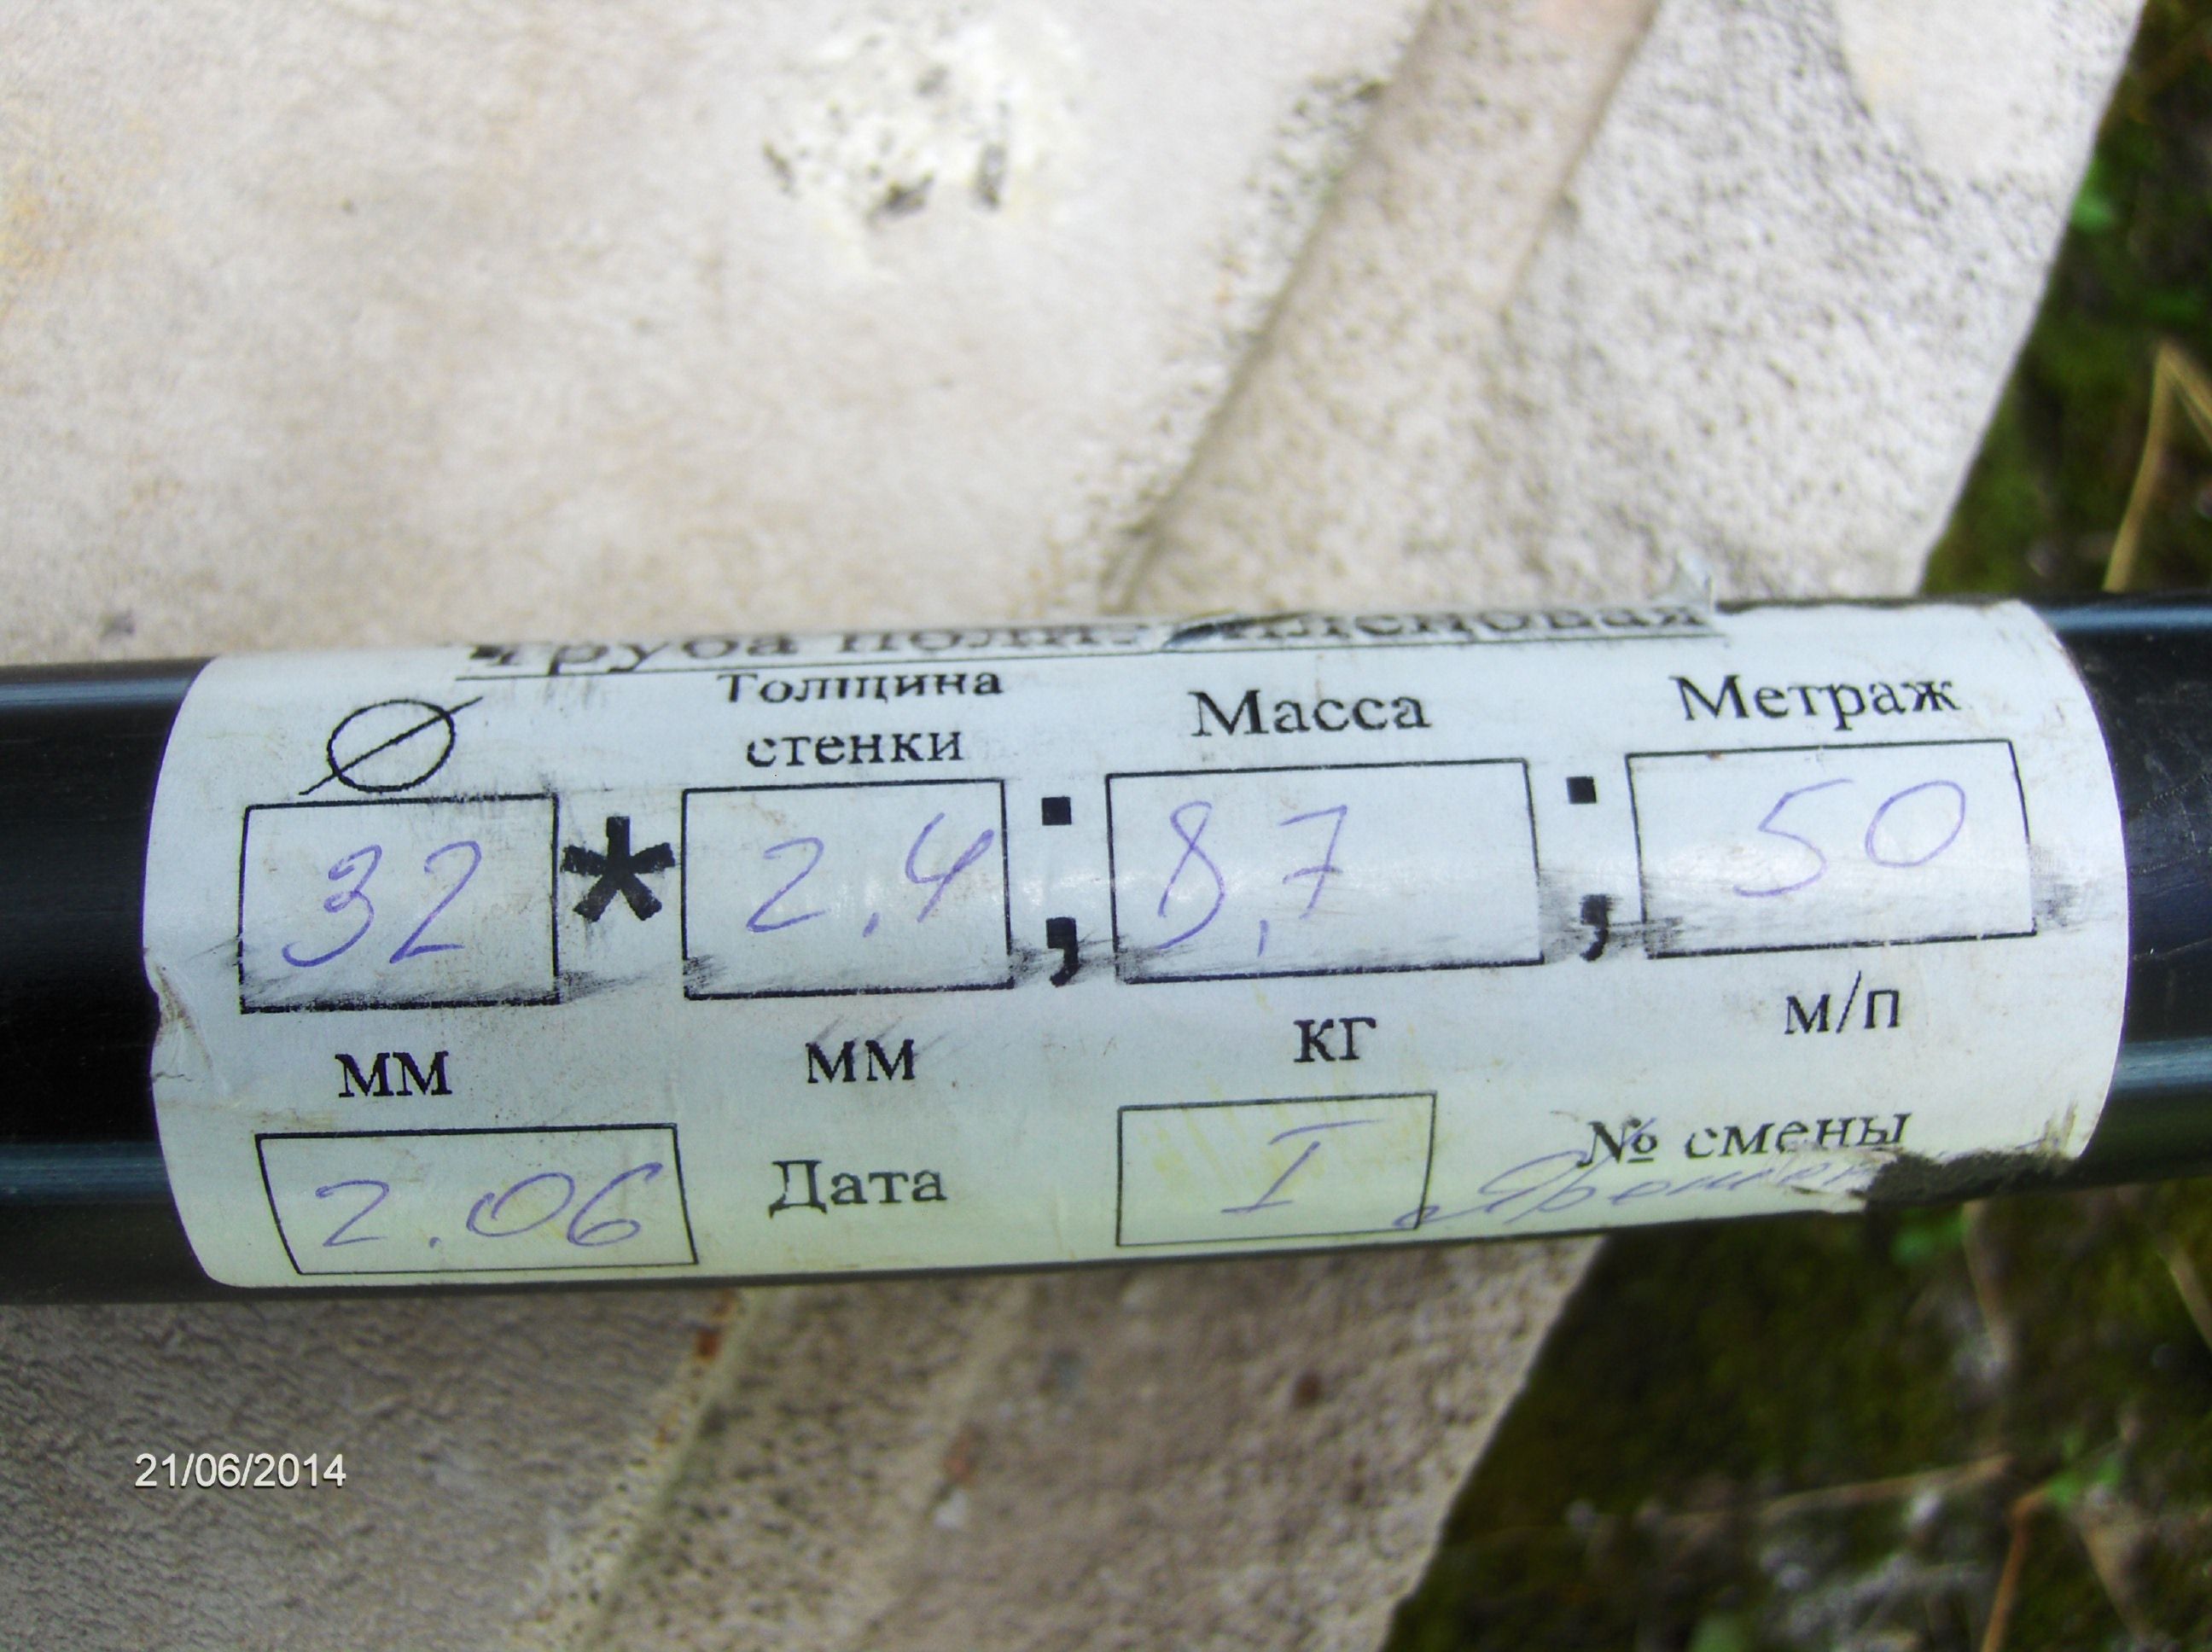 Труба полиэтиленовая
Ø Толщина стенки Масса Метраж
32 * 2.4 ; 8,7 ; 50
мм мм кг м/п
2.06 Дата I № смены
21/06/2014